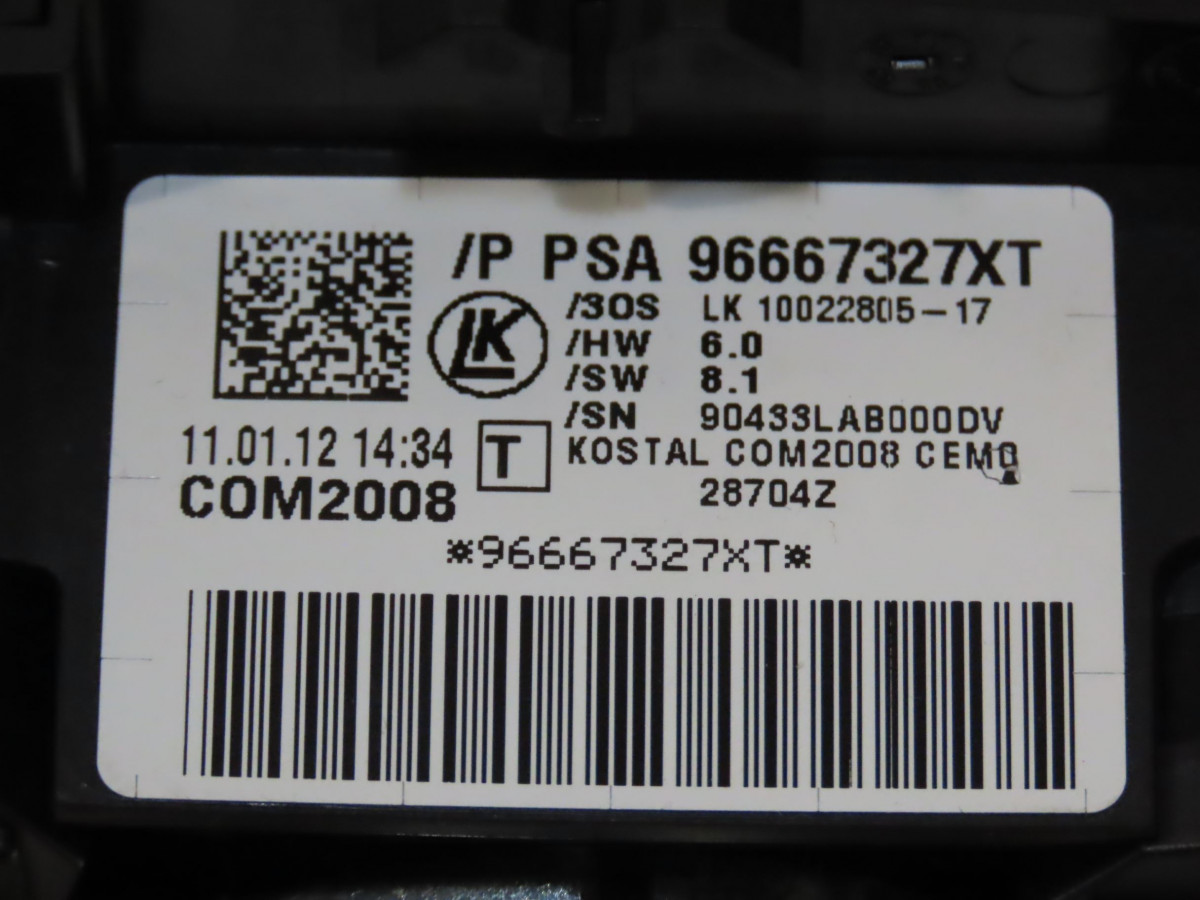 /P PSA 96667327XT
LK
/3OS LK 10022805-17
/HW 6.0
/SW 8.1
/SN 90433LAB000DV
11.01.12 14:34
T
KOSTAL COM2008
COM2008
28704Z
*96667327XT*